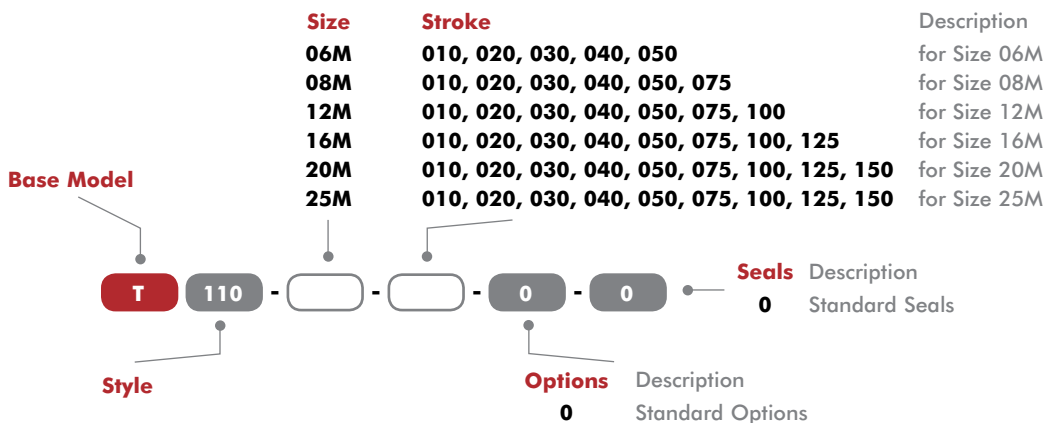 Size Stroke Description
06M 010, 020, 030, 040, 050 for Size 06M
08M 010, 020, 030, 040, 050, 075 for Size 08M
12M 010, 020, 030, 040, 050, 075, 100 for Size 12M
16M 010, 020, 030, 040, 050, 075, 100, 125 for Size 16M
20M 010, 020, 030, 040, 050, 075, 100, 125, 150 for Size 20M
Base Model
25M 010, 020, 030, 040, 050, 075, 100, 125, 150 for Size 25M
Seals Description
T 110 - - - 0 - 0
0 Standard Seals
Style
Options Description
0 Standard Options